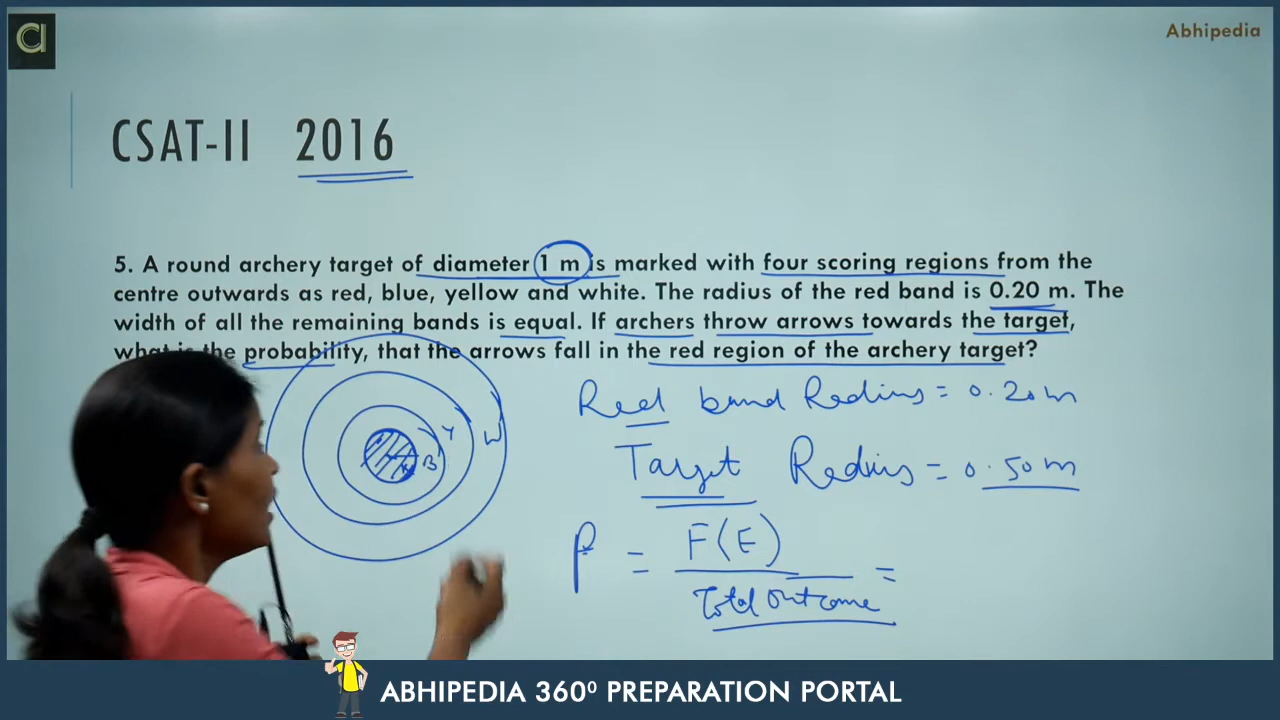 Abhipedia
CSAT-II 2016
5. A round archery target of diameter 1 m is marked with four scoring regions from the
centre outwards as red, blue, yellow and white. The radius of the red band is 0.20 m. The
width of all the remaining bands is equal. If archers throw arrows towards the target,
what is the probability, that the arrows fall in the red region of the archery target?
Red band Radius = 0.20m
Target Radius = 0.50m
Y
W
B
R
P = F(E) =
Total outcome
ABHIPEDIA 360⁰ PREPARATION PORTAL